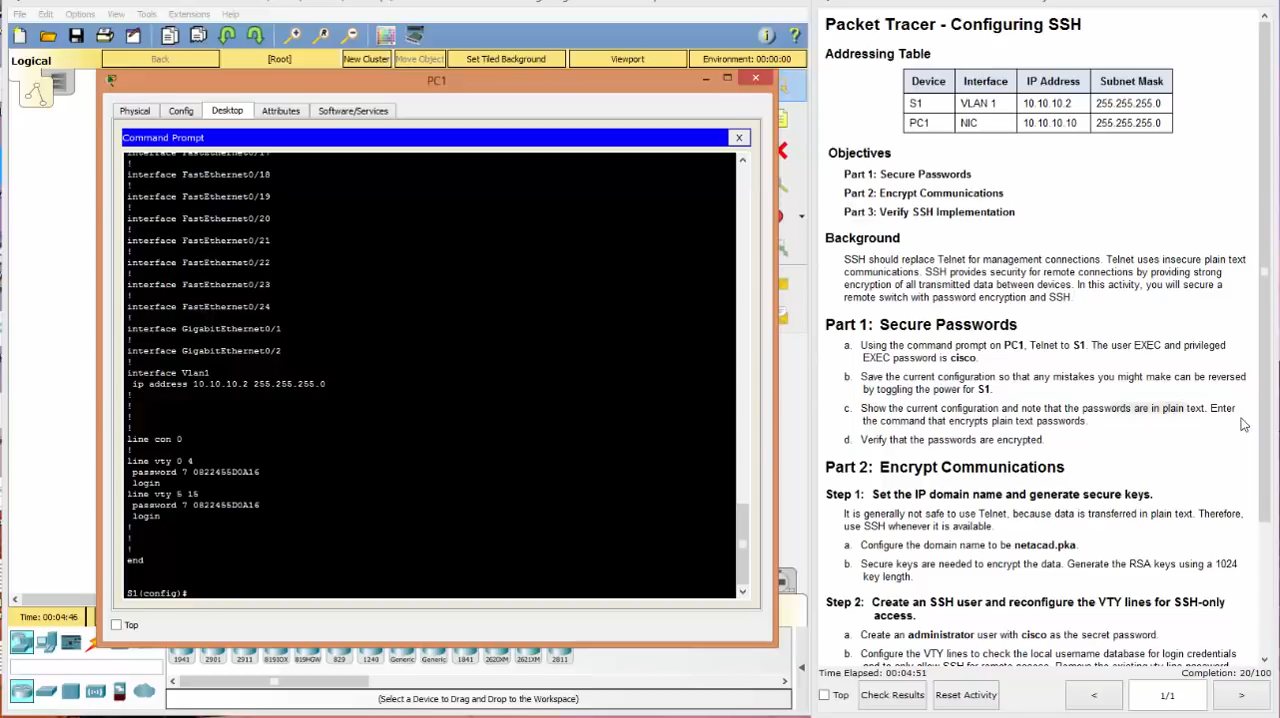 File Edit Options View Tools Extensions Help
Logical
Back
[Root]
New Cluster
Move Object
Set Tiled Background
Viewport
Environment: 00:00:00
PC1
Physical
Config
Desktop
Attributes
Software/Services
Command Prompt
X
!
interface FastEthernet0/18
!
interface FastEthernet0/19
!
interface FastEthernet0/20
!
interface FastEthernet0/21
!
interface FastEthernet0/22
!
interface FastEthernet0/23
!
interface FastEthernet0/24
!
interface GigabitEthernet0/1
!
interface GigabitEthernet0/2
!
interface Vlan1
ip address 10.10.10.2 255.255.255.0
!
!
!
!
line con 0
!
line vty 0 4
password 7 0822455D0A16
login
line vty 5 15
password 7 0822455D0A16
login
!
!
!
end
S1(config)#
Top
Time: 00:04:46
1941 2901 2911 819IOX 819HGW 829 1240 Generic Generic 1841 2620XM 2621XM 2811
(Select a Device to Drag and Drop to the Workspace)
Packet Tracer - Configuring SSH
Addressing Table
Device Interface IP Address Subnet Mask
S1 VLAN 1 10.10.10.2 255.255.255.0
PC1 NIC 10.10.10.10 255.255.255.0
Objectives
Part 1: Secure Passwords
Part 2: Encrypt Communications
Part 3: Verify SSH Implementation
Background
SSH should replace Telnet for management connections. Telnet uses insecure plain text
communications. SSH provides security for remote connections by providing strong
encryption of all transmitted data between devices. In this activity, you will secure a
remote switch with password encryption and SSH.
Part 1: Secure Passwords
a. Using the command prompt on PC1, Telnet to S1. The user EXEC and privileged
EXEC password is cisco.
b. Save the current configuration so that any mistakes you might make can be reversed
by toggling the power for S1.
c. Show the current configuration and note that the passwords are in plain text. Enter
the command that encrypts plain text passwords.
d. Verify that the passwords are encrypted.
Part 2: Encrypt Communications
Step 1: Set the IP domain name and generate secure keys.
It is generally not safe to use Telnet, because data is transferred in plain text. Therefore,
use SSH whenever it is available.
a. Configure the domain name to be netacad.pka.
b. Secure keys are needed to encrypt the data. Generate the RSA keys using a 1024
key length.
Step 2: Create an SSH user and reconfigure the VTY lines for SSH-only
access.
a. Create an administrator user with cisco as the secret password.
b. Configure the VTY lines to check the local username database for login credentials
and to only allow SSH for remote access. Remove the existing vty line password.
Time Elapsed: 00:04:51
Completion: 20/100
Top
Check Results
Reset Activity
<
1/1
>